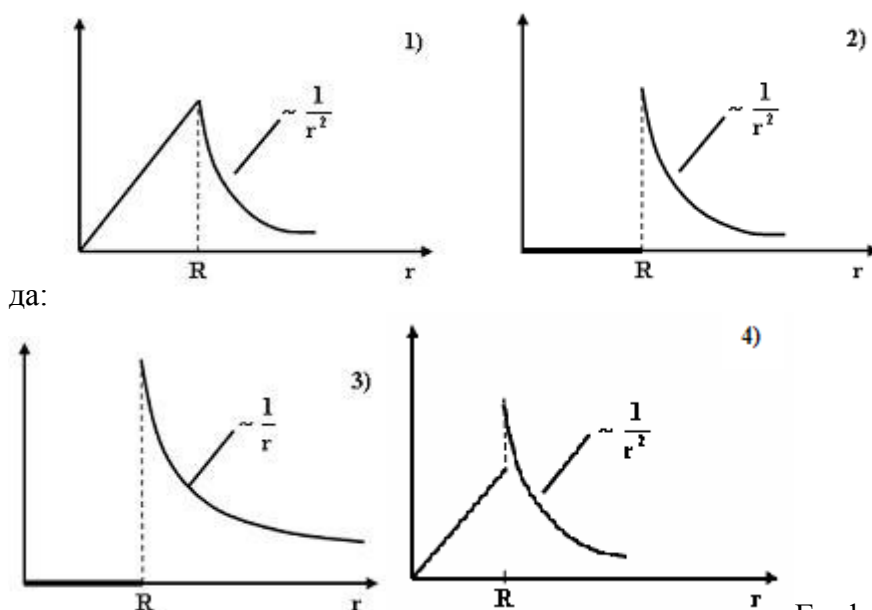 1)
~ 1/r²
R r
2)
~ 1/r²
R r
да:
3)
~ 1/r
R r
4)
~ 1/r²
R r